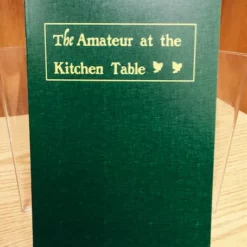 The Amateur at the
Kitchen Table